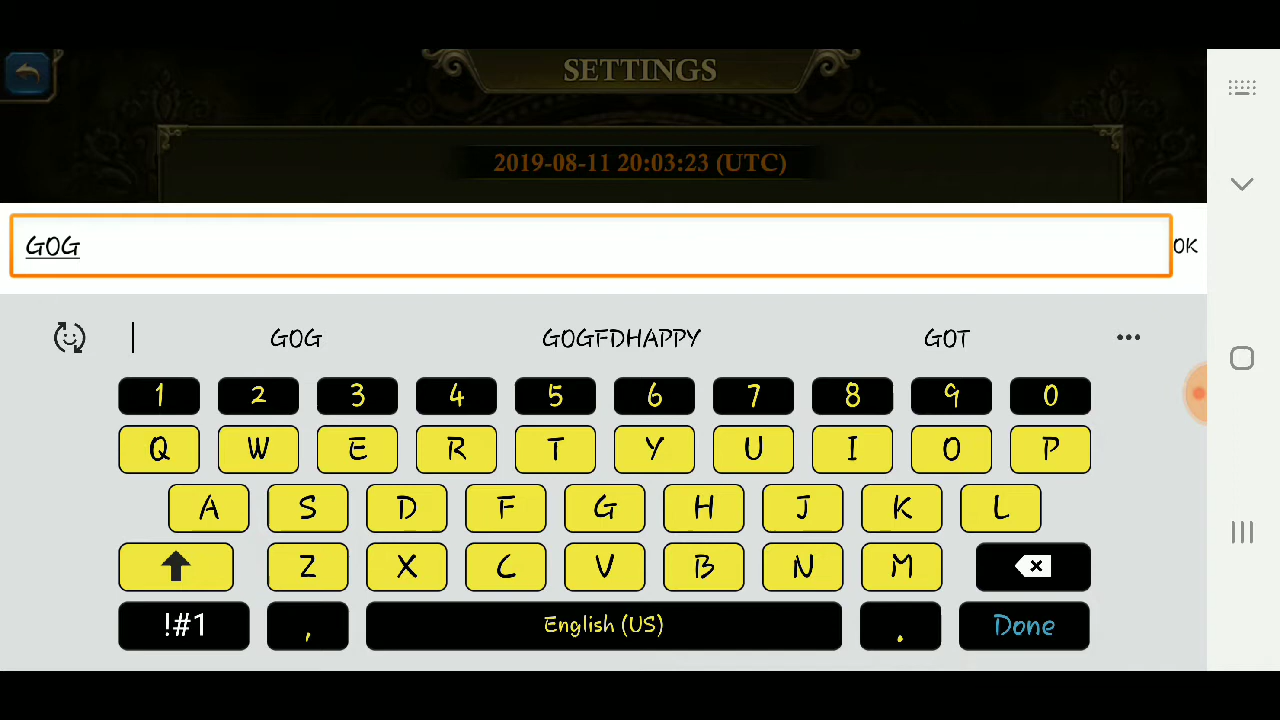 SETTINGS
2019-08-11 20:03:23 (UTC)
GOG
OK
GOG GOGFDHAPPY GOT •••
1 2 3 4 5 6 7 8 9 0
Q W E R T Y U I O P
A S D F G H J K L
Z X C V B N M
!#1 , English (US) . Done